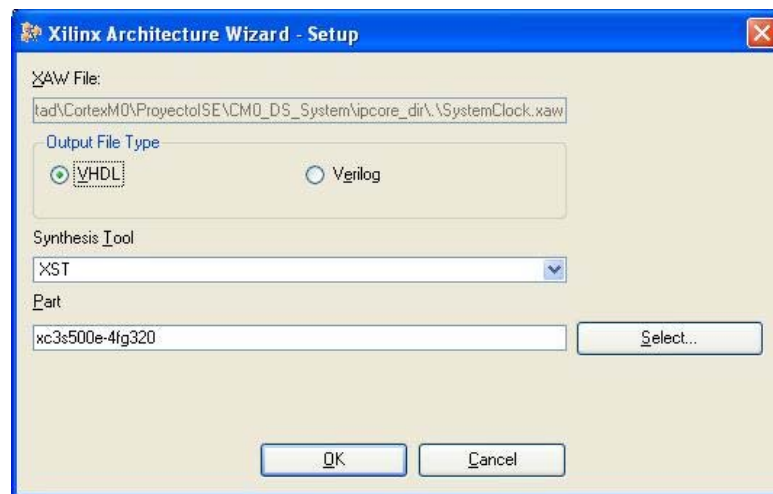 Xilinx Architecture Wizard - Setup
XAW File:
tad\CortexM0\ProyectoISE\CM0_DS_System\ipcore_dir\.\SystemClock.xaw
Output File Type
VHDL
Verilog
Synthesis Tool
XST
Part
xc3s500e-4fg320
Select...
OK
Cancel